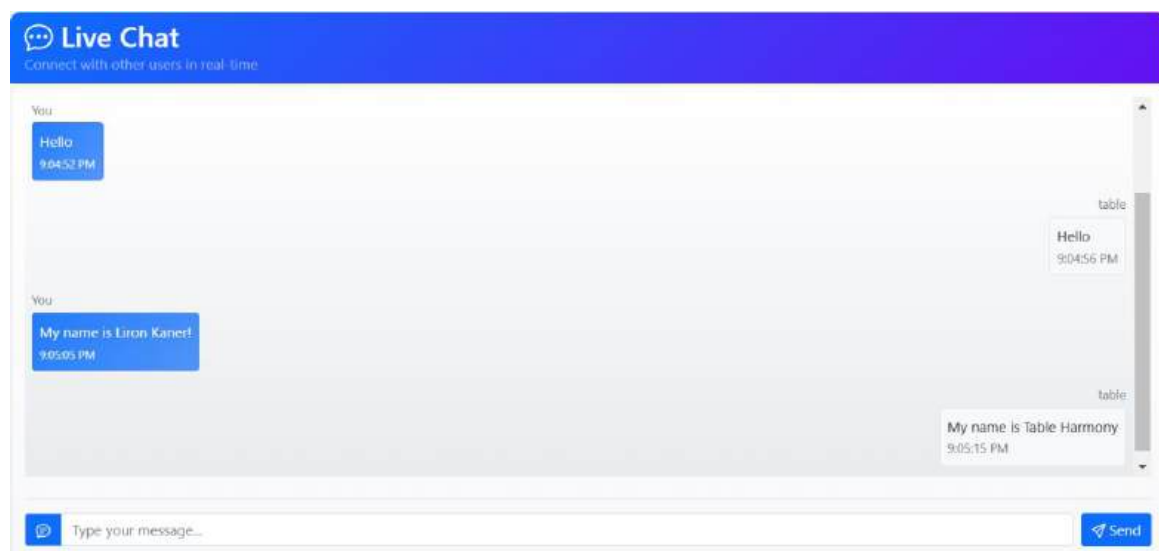 Live Chat
Connect with other users in real-time
You
Hello
9:04:52 PM
table
Hello
9:04:56 PM
You
My name is Liron Kaner!
9:05:05 PM
table
My name is Table Harmony
9:05:15 PM
Type your message...
Send